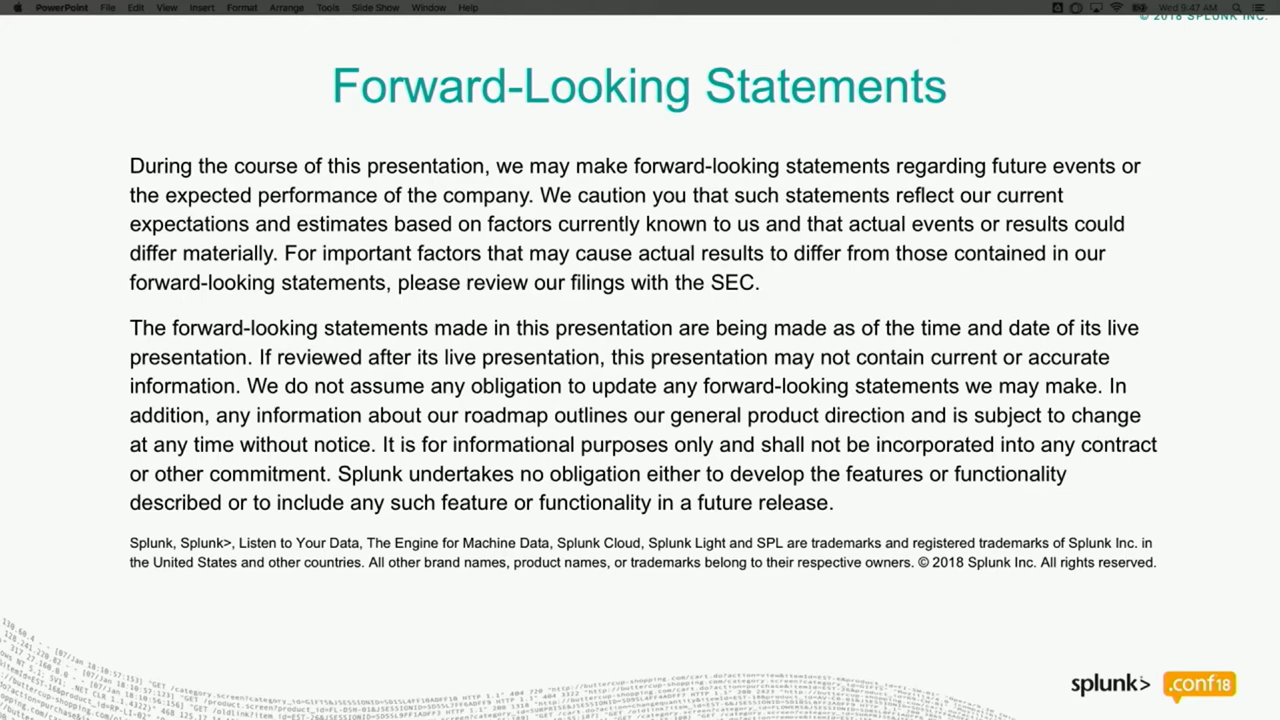 PowerPoint File Edit View Insert Format Arrange Tools Slide Show Window Help Wed 9:47 AM
© 2018 SPLUNK INC.
Forward-Looking Statements
During the course of this presentation, we may make forward-looking statements regarding future events or
the expected performance of the company. We caution you that such statements reflect our current
expectations and estimates based on factors currently known to us and that actual events or results could
differ materially. For important factors that may cause actual results to differ from those contained in our
forward-looking statements, please review our filings with the SEC.
The forward-looking statements made in this presentation are being made as of the time and date of its live
presentation. If reviewed after its live presentation, this presentation may not contain current or accurate
information. We do not assume any obligation to update any forward-looking statements we may make. In
addition, any information about our roadmap outlines our general product direction and is subject to change
at any time without notice. It is for informational purposes only and shall not be incorporated into any contract
or other commitment. Splunk undertakes no obligation either to develop the features or functionality
described or to include any such feature or functionality in a future release.
Splunk, Splunk>, Listen to Your Data, The Engine for Machine Data, Splunk Cloud, Splunk Light and SPL are trademarks and registered trademarks of Splunk Inc. in
the United States and other countries. All other brand names, product names, or trademarks belong to their respective owners. © 2018 Splunk Inc. All rights reserved.
splunk> .conf18